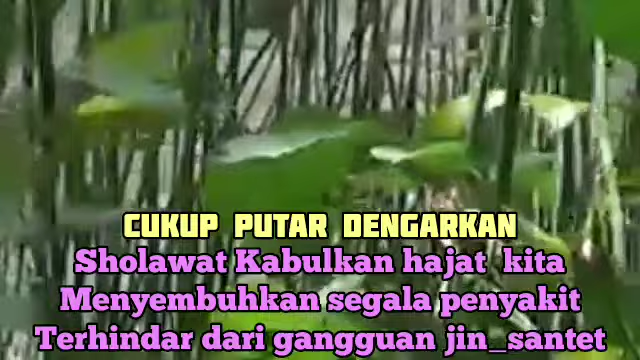 CUKUP PUTAR DENGARKAN
Sholawat Kabulkan hajat kita
Menyembuhkan segala penyakit
Terhindar dari gangguan jin_santet